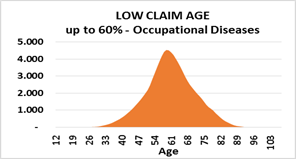 LOW CLAIM AGE
up to 60% - Occupational Diseases
5.000
4.000
3.000
2.000
1.000
-
12 19 26 33 40 47 54 61 68 75 82 89 96 103
Age